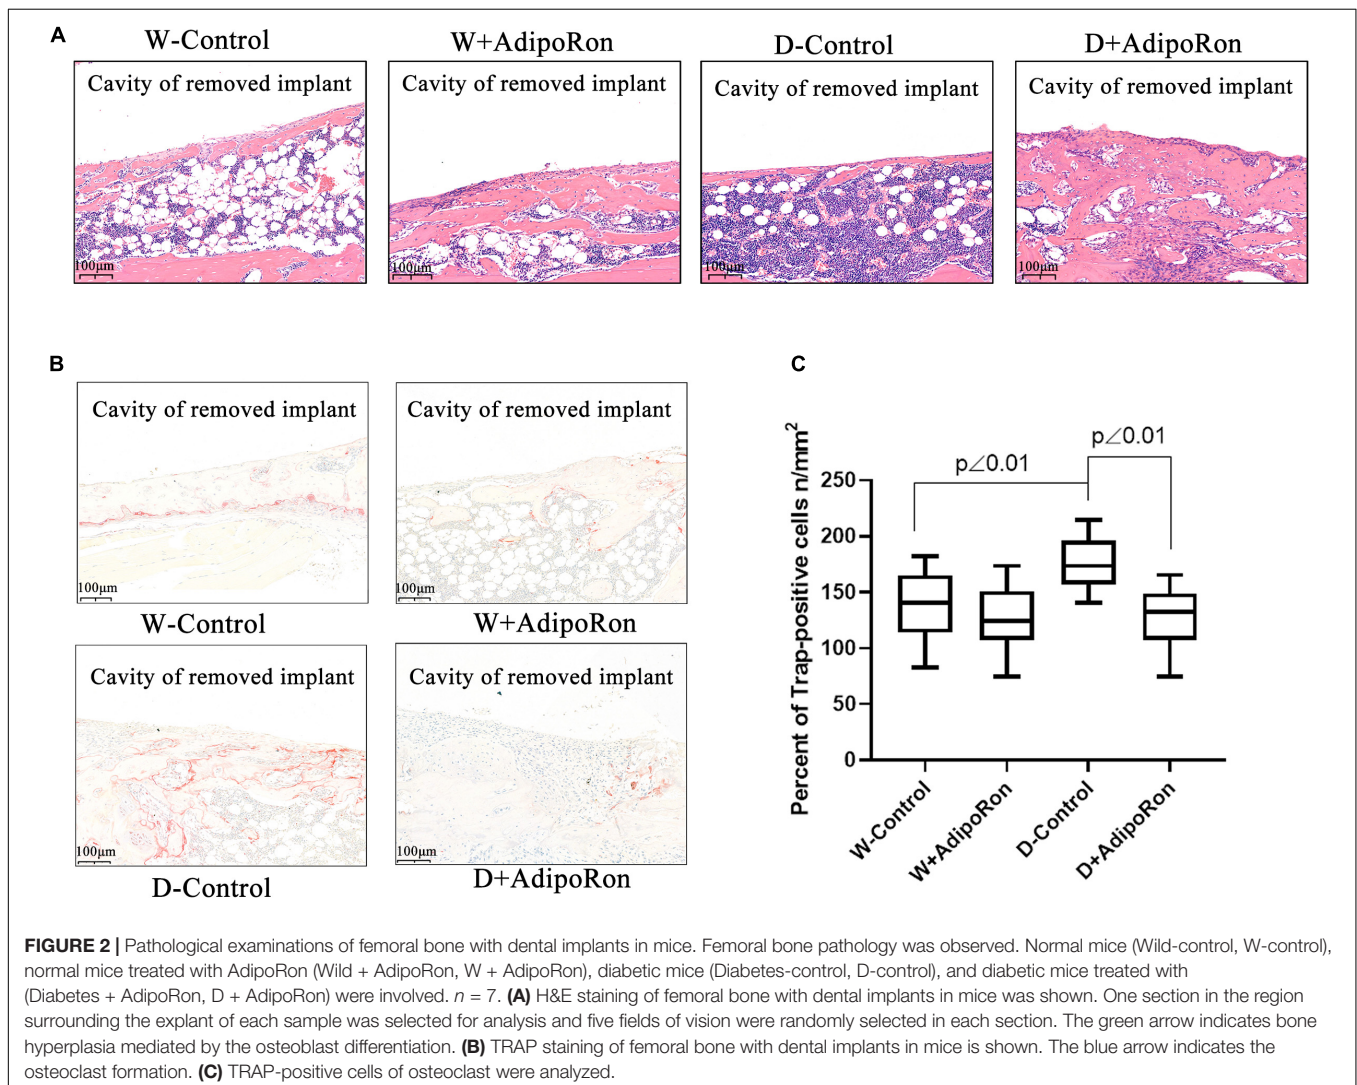 A
W-Control
W+AdipoRon
D-Control
D+AdipoRon
Cavity of removed implant
Cavity of removed implant
Cavity of removed implant
Cavity of removed implant
100μm
100μm
100μm
100μm
B
Cavity of removed implant
Cavity of removed implant
100μm
100μm
W-Control
W+AdipoRon
Cavity of removed implant
Cavity of removed implant
100μm
100μm
D-Control
D+AdipoRon
C
Percent of Trap-positive cells n/mm²
p∠0.01
p∠0.01
250
200
150
100
50
0
W-Control
W+AdipoRon
D-Control
D+AdipoRon
FIGURE 2 | Pathological examinations of femoral bone with dental implants in mice. Femoral bone pathology was observed. Normal mice (Wild-control, W-control),
normal mice treated with AdipoRon (Wild + AdipoRon, W + AdipoRon), diabetic mice (Diabetes-control, D-control), and diabetic mice treated with
(Diabetes + AdipoRon, D + AdipoRon) were involved. n = 7. (A) H&E staining of femoral bone with dental implants in mice was shown. One section in the region
surrounding the explant of each sample was selected for analysis and five fields of vision were randomly selected in each section. The green arrow indicates bone
hyperplasia mediated by the osteoblast differentiation. (B) TRAP staining of femoral bone with dental implants in mice is shown. The blue arrow indicates the
osteoclast formation. (C) TRAP-positive cells of osteoclast were analyzed.